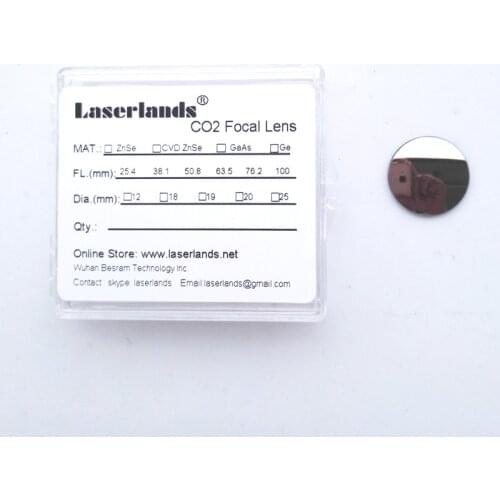 Laserlands®
CO2 Focal Lens
MAT.: ☐ ZnSe ☐ CVD ZnSe ☐ GaAs ☐ Ge
FL.(mm): 25.4 38.1 50.8 63.5 76.2 100
Dia.(mm): ☐12 ☐18 ☐19 ☐20 ☐25
Qty.:
Online Store: www.laserlands.net
Wuhan Besram Technology Inc.
Contact skype laserlands Email:laserlands@gmail.com